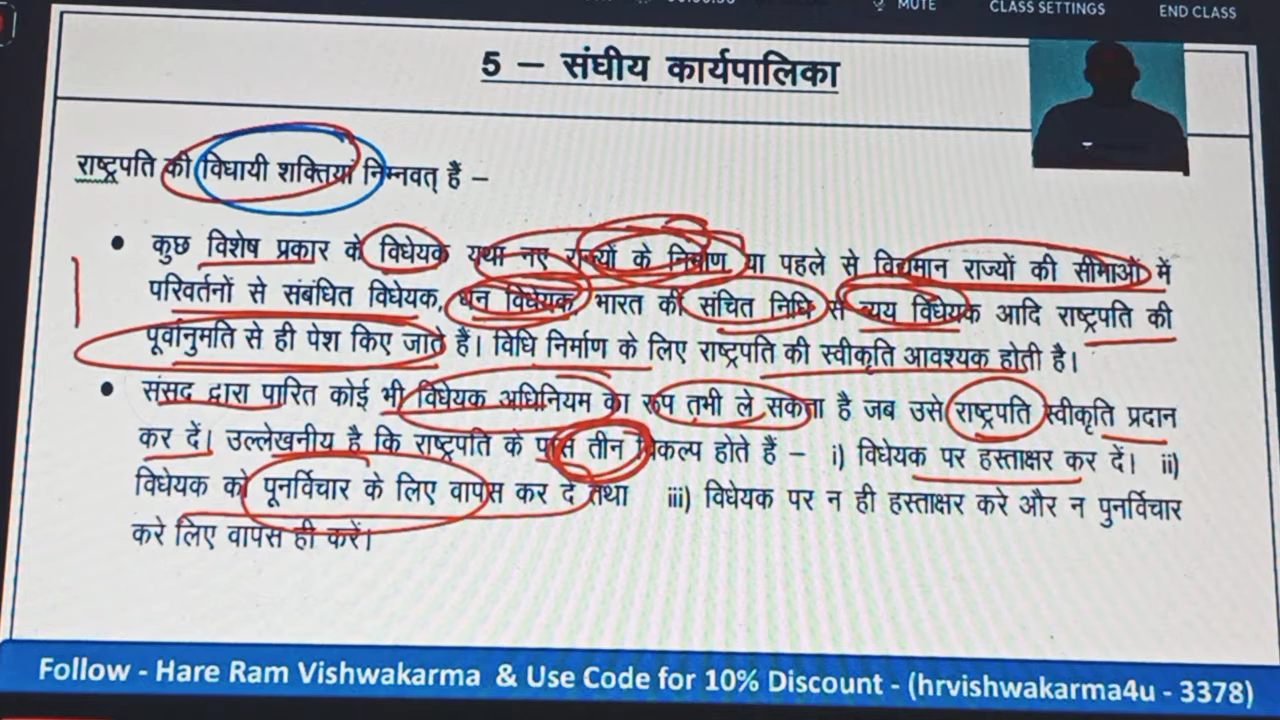 MUTE CLASS SETTINGS END CLASS
5 – संघीय कार्यपालिका
राष्ट्रपति की विधायी शक्तियां निम्नवत् हैं –
• कुछ विशेष प्रकार के विधेयक यथा नए राज्यों के निर्माण या पहले से विद्यमान राज्यों की सीमाओं में
परिवर्तनों से संबंधित विधेयक, धन विधेयक, भारत की संचित निधि से व्यय विधेयक आदि राष्ट्रपति की
पूर्वानुमति से ही पेश किए जाते हैं। विधि निर्माण के लिए राष्ट्रपति की स्वीकृति आवश्यक होती है।
• संसद द्वारा पारित कोई भी विधेयक अधिनियम का रूप तभी ले सकता है जब उसे राष्ट्रपति स्वीकृति प्रदान
कर दें। उल्लेखनीय है कि राष्ट्रपति के पास तीन विकल्प होते हैं – i) विधेयक पर हस्ताक्षर कर दें। ii)
विधेयक को पूनर्विचार के लिए वापस कर दे तथा iii) विधेयक पर न ही हस्ताक्षर करे और न पुनर्विचार
करे लिए वापस ही करें।
Follow - Hare Ram Vishwakarma & Use Code for 10% Discount - (hrvishwakarma4u - 3378)